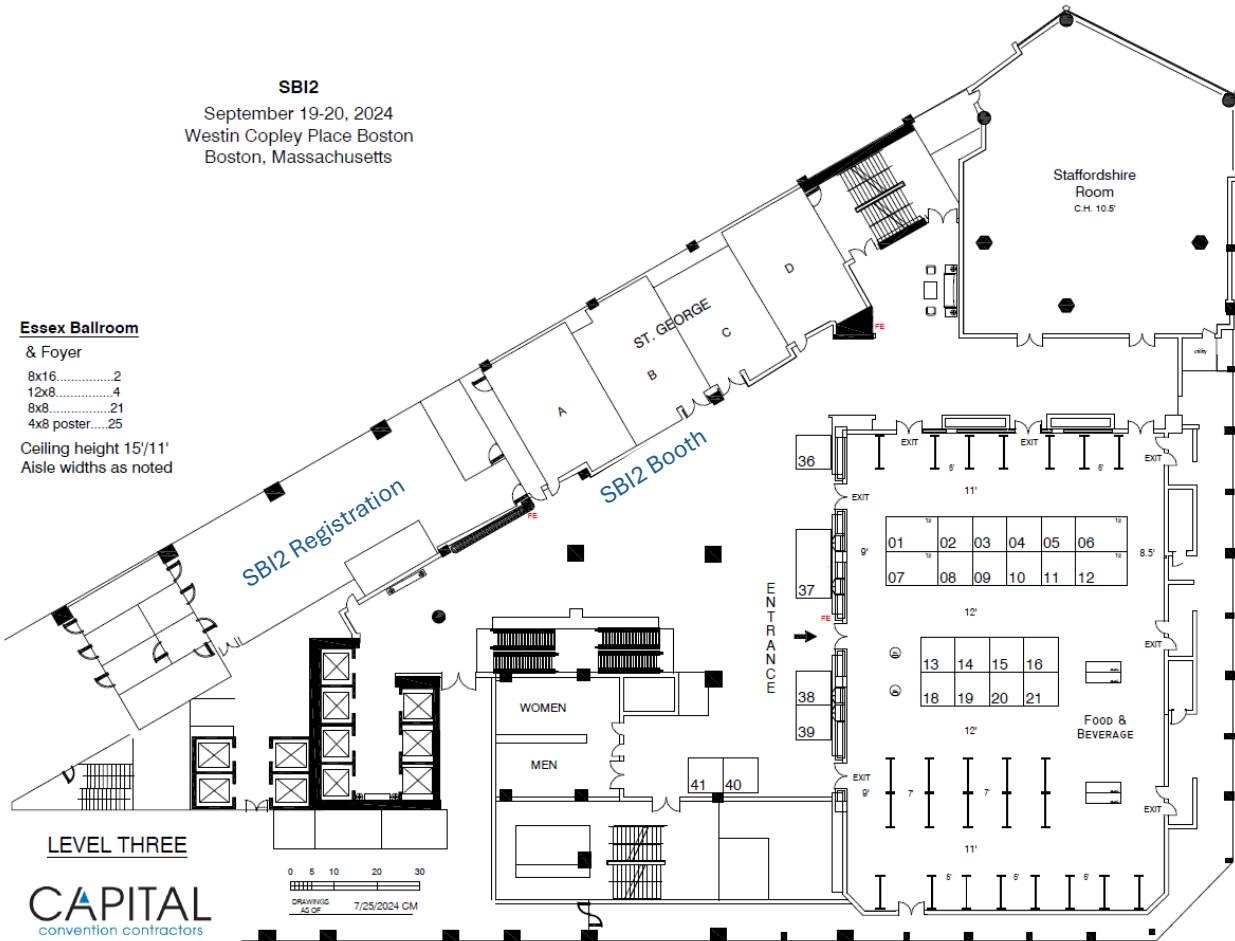 SBI2
September 19-20, 2024
Westin Copley Place Boston
Boston, Massachusetts
Staffordshire
Room
C.H. 10.5'
Essex Ballroom
& Foyer
8x16...............2
12x8...............4
8x8...............21
4x8 poster.....25
Ceiling height 15'/11'
Aisle widths as noted
ST. GEORGE
A
B
C
D
FE
utility
SBI2 Registration
SBI2 Booth
FE
36
EXIT
EXIT
EXIT
6'
6'
11'
EXIT
01
02
03
04
05
06
9'
8.5'
07
08
09
10
11
12
37
FE
ENTRANCE
12'
EXIT
13
14
15
16
18
19
20
21
38
39
WOMEN
MEN
41
40
12'
FOOD &
BEVERAGE
EXIT
9'
7'
7'
EXIT
11'
6'
6'
6'
LEVEL THREE
0 5 10 20 30
DRAWINGS
AS OF
7/25/2024 CM
CAPITAL
convention contractors